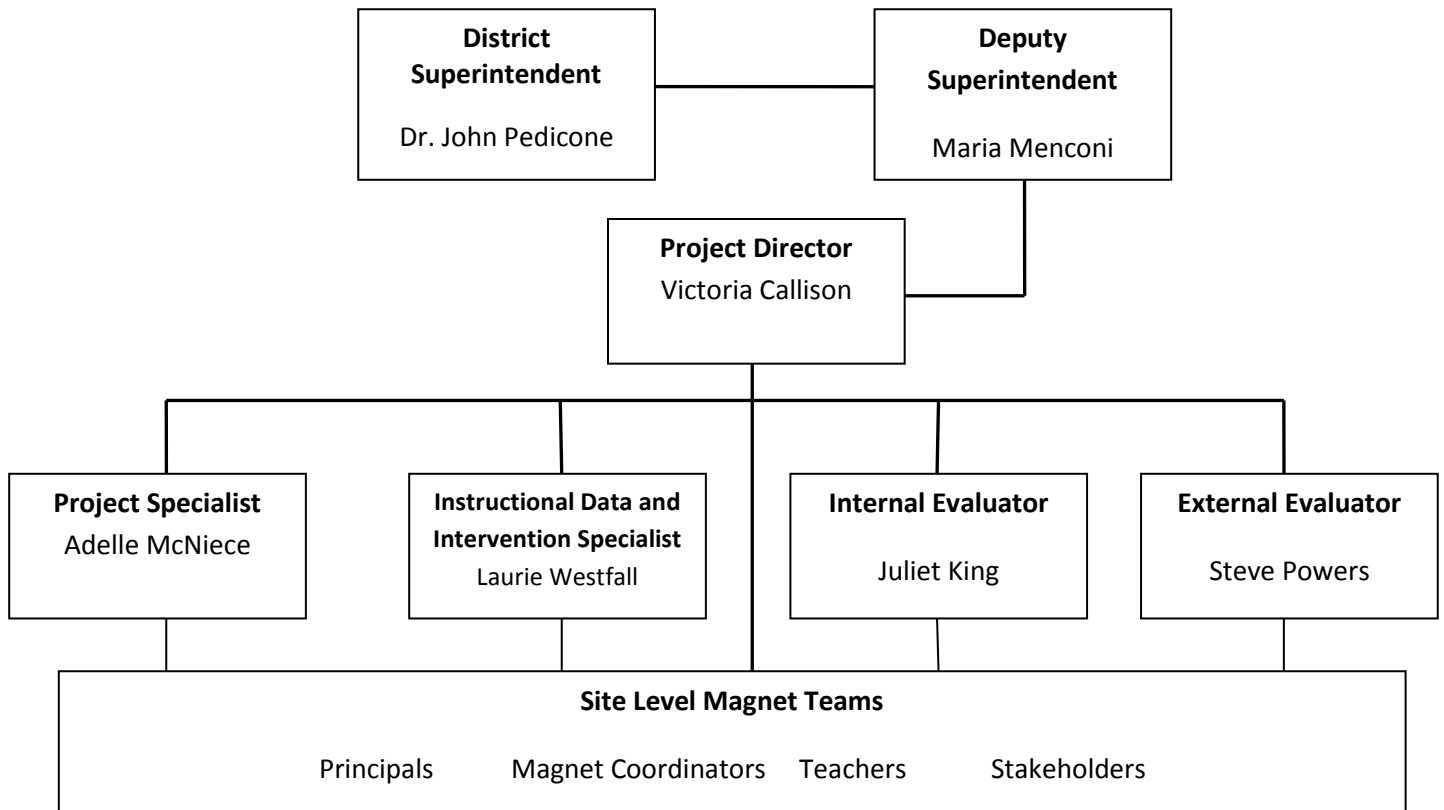 District
Superintendent
Dr. John Pedicone
Deputy
Superintendent
Maria Menconi
Project Director
Victoria Callison
Project Specialist
Adelle McNiece
Instructional Data and
Intervention Specialist
Laurie Westfall
Internal Evaluator
Juliet King
External Evaluator
Steve Powers
Site Level Magnet Teams
Principals Magnet Coordinators Teachers Stakeholders